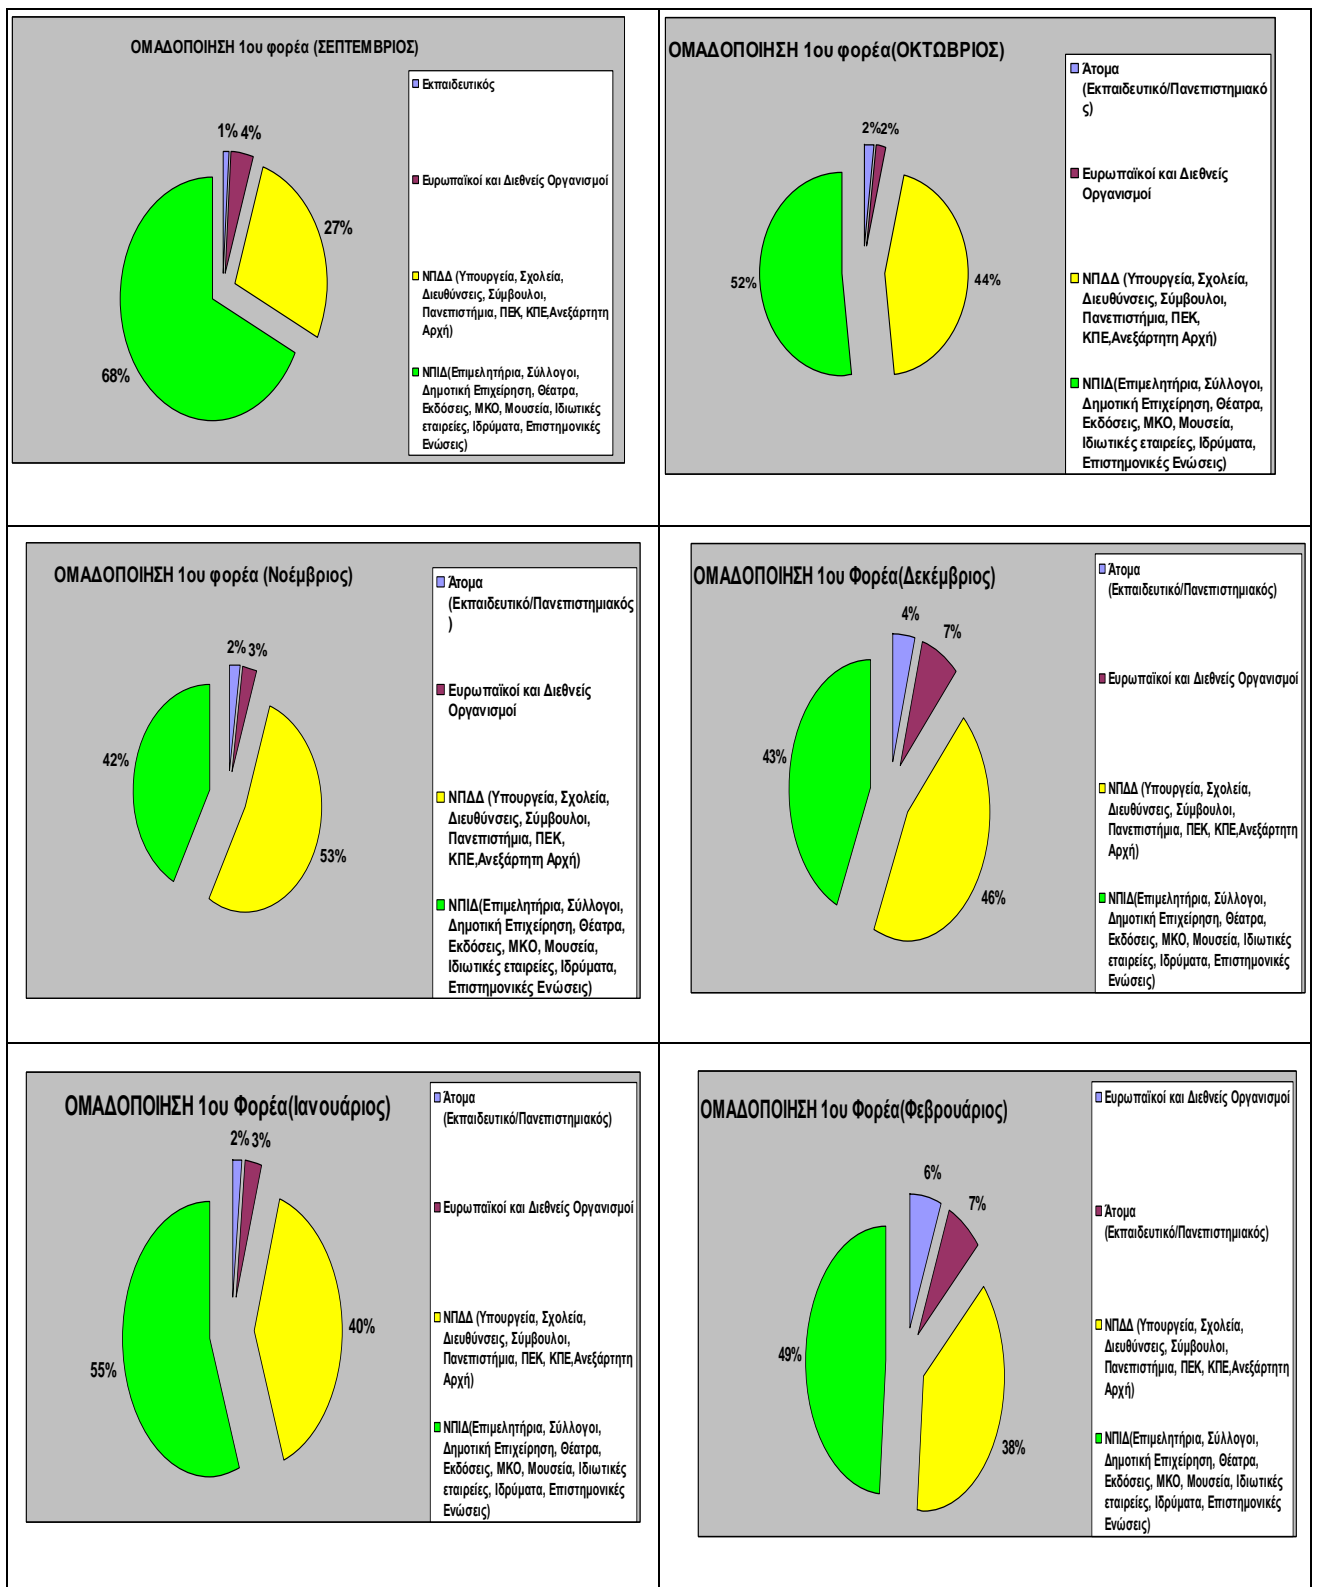 ΟΜΑΔΟΠΟΙΗΣΗ 1ου φορέα (ΣΕΠΤΕΜΒΡΙΟΣ)
1% 4%
27%
68%
Εκπαιδευτικός
Ευρωπαϊκοί και Διεθνείς Οργανισμοί
ΝΠΔΔ (Υπουργεία, Σχολεία,
Διευθύνσεις, Σύμβουλοι,
Πανεπιστήμια, ΠΕΚ, ΚΠΕ,Ανεξάρτητη
Αρχή)
ΝΠΙΔ(Επιμελητήρια, Σύλλογοι,
Δημοτική Επιχείρηση, Θέατρα,
Εκδόσεις, ΜΚΟ, Μουσεία, Ιδιωτικές
εταιρείες, Ιδρύματα, Επιστημονικές
Ενώσεις)
ΟΜΑΔΟΠΟΙΗΣΗ 1ου φορέα(ΟΚΤΩΒΡΙΟΣ)
2%2%
52%
44%
Άτομα
(Εκπαιδευτικό/Πανεπιστημιακό
ς)
Ευρωπαϊκοί και Διεθνείς
Οργανισμοί
ΝΠΔΔ (Υπουργεία, Σχολεία,
Διευθύνσεις, Σύμβουλοι,
Πανεπιστήμια, ΠΕΚ,
ΚΠΕ,Ανεξάρτητη Αρχή)
ΝΠΙΔ(Επιμελητήρια, Σύλλογοι,
Δημοτική Επιχείρηση, Θέατρα,
Εκδόσεις, ΜΚΟ, Μουσεία,
Ιδιωτικές εταιρείες, Ιδρύματα,
Επιστημονικές Ενώσεις)
ΟΜΑΔΟΠΟΙΗΣΗ 1ου φορέα (Νοέμβριος)
2% 3%
42%
53%
Άτομα
(Εκπαιδευτικό/Πανεπιστημιακός
)
Ευρωπαϊκοί και Διεθνείς
Οργανισμοί
ΝΠΔΔ (Υπουργεία, Σχολεία,
Διευθύνσεις, Σύμβουλοι,
Πανεπιστήμια, ΠΕΚ,
ΚΠΕ,Ανεξάρτητη Αρχή)
ΝΠΙΔ(Επιμελητήρια, Σύλλογοι,
Δημοτική Επιχείρηση, Θέατρα,
Εκδόσεις, ΜΚΟ, Μουσεία,
Ιδιωτικές εταιρείες, Ιδρύματα,
Επιστημονικές Ενώσεις)
ΟΜΑΔΟΠΟΙΗΣΗ 1ου Φορέα(Δεκέμβριος)
4%
7%
43%
46%
Άτομα
(Εκπαιδευτικό/Πανεπιστημιακός)
Ευρωπαϊκοί και Διεθνείς Οργανισμοί
ΝΠΔΔ (Υπουργεία, Σχολεία,
Διευθύνσεις, Σύμβουλοι,
Πανεπιστήμια, ΠΕΚ, ΚΠΕ,Ανεξάρτητη
Αρχή)
ΝΠΙΔ(Επιμελητήρια, Σύλλογοι,
Δημοτική Επιχείρηση, Θέατρα,
Εκδόσεις, ΜΚΟ, Μουσεία, Ιδιωτικές
εταιρείες, Ιδρύματα, Επιστημονικές
Ενώσεις)
ΟΜΑΔΟΠΟΙΗΣΗ 1ου Φορέα(Ιανουάριος)
2% 3%
40%
55%
Άτομα
(Εκπαιδευτικό/Πανεπιστημιακός)
Ευρωπαϊκοί και Διεθνείς Οργανισμοί
ΝΠΔΔ (Υπουργεία, Σχολεία,
Διευθύνσεις, Σύμβουλοι,
Πανεπιστήμια, ΠΕΚ, ΚΠΕ,Ανεξάρτητη
Αρχή)
ΝΠΙΔ(Επιμελητήρια, Σύλλογοι,
Δημοτική Επιχείρηση, Θέατρα,
Εκδόσεις, ΜΚΟ, Μουσεία, Ιδιωτικές
εταιρείες, Ιδρύματα, Επιστημονικές
Ενώσεις)
ΟΜΑΔΟΠΟΙΗΣΗ 1ου Φορέα(Φεβρουάριος)
6%
7%
49%
38%
Ευρωπαϊκοί και Διεθνείς Οργανισμοί
Άτομα
(Εκπαιδευτικό/Πανεπιστημιακός)
ΝΠΔΔ (Υπουργεία, Σχολεία,
Διευθύνσεις, Σύμβουλοι,
Πανεπιστήμια, ΠΕΚ, ΚΠΕ,Ανεξάρτητη
Αρχή)
ΝΠΙΔ(Επιμελητήρια, Σύλλογοι,
Δημοτική Επιχείρηση, Θέατρα,
Εκδόσεις, ΜΚΟ, Μουσεία, Ιδιωτικές
εταιρείες, Ιδρύματα, Επιστημονικές
Ενώσεις)